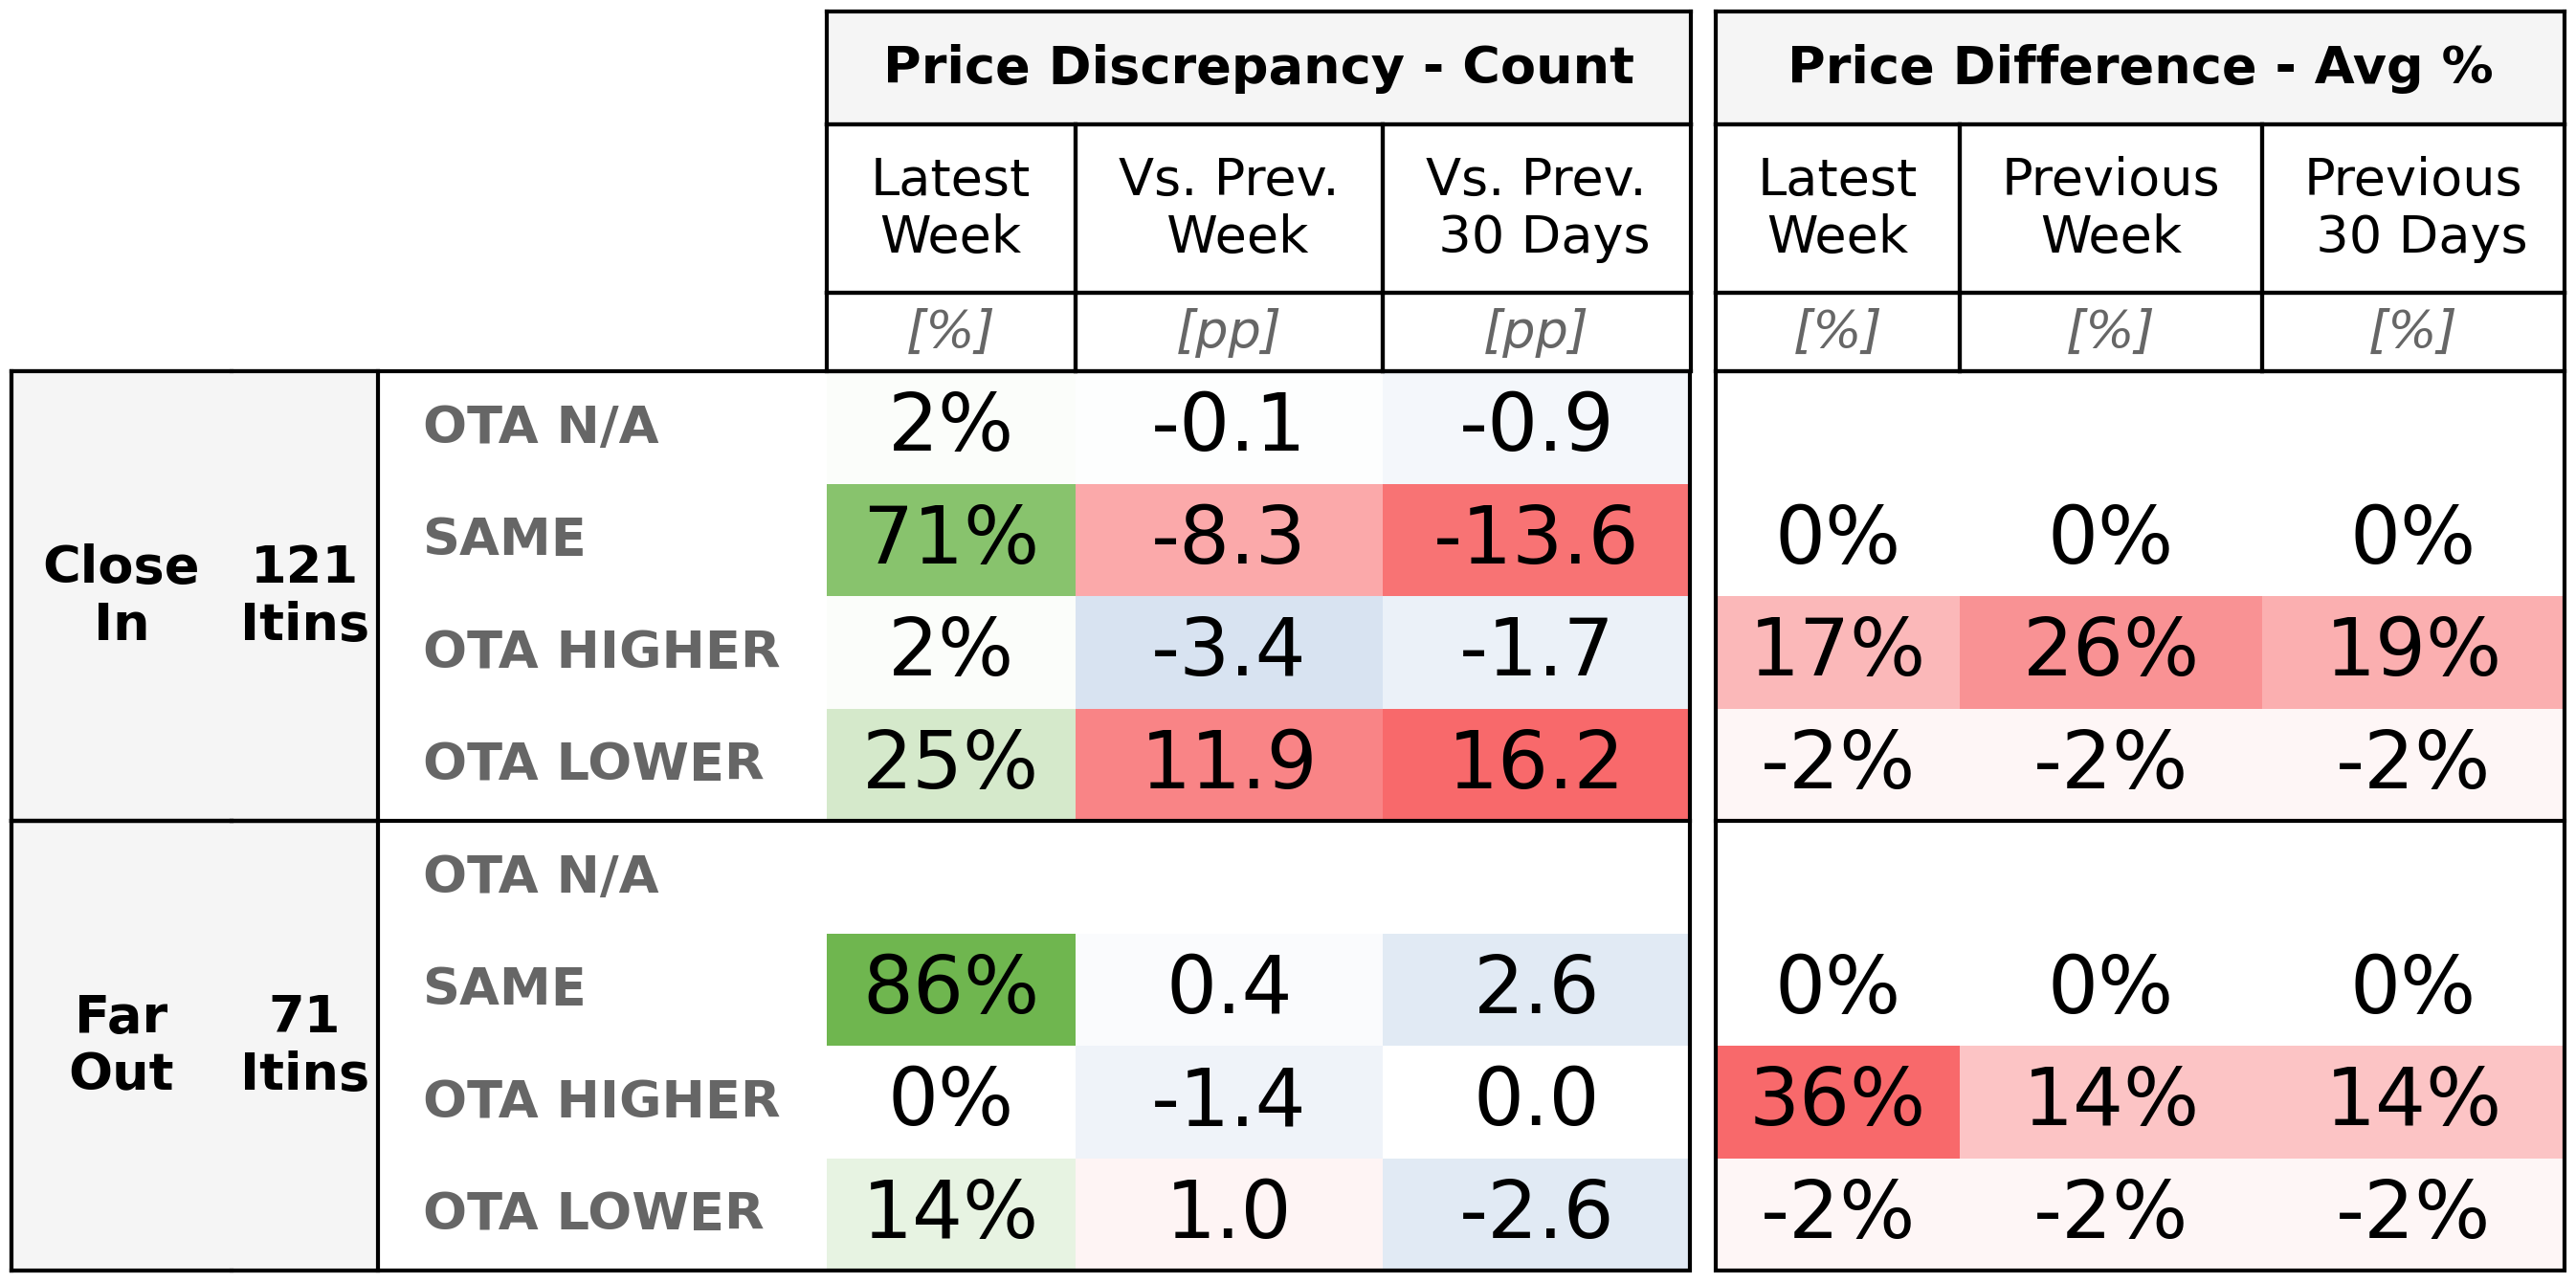 Price Discrepancy - Count
Price Difference - Avg %
Latest Week
Vs. Prev. Week
Vs. Prev. 30 Days
Latest Week
Previous Week
Previous 30 Days
[%] [pp] [pp] [%] [%] [%]
Close In
121 Itins
OTA N/A 2% -0.1 -0.9
SAME 71% -8.3 -13.6 0% 0% 0%
OTA HIGHER 2% -3.4 -1.7 17% 26% 19%
OTA LOWER 25% 11.9 16.2 -2% -2% -2%
Far Out
71 Itins
OTA N/A
SAME 86% 0.4 2.6 0% 0% 0%
OTA HIGHER 0% -1.4 0.0 36% 14% 14%
OTA LOWER 14% 1.0 -2.6 -2% -2% -2%